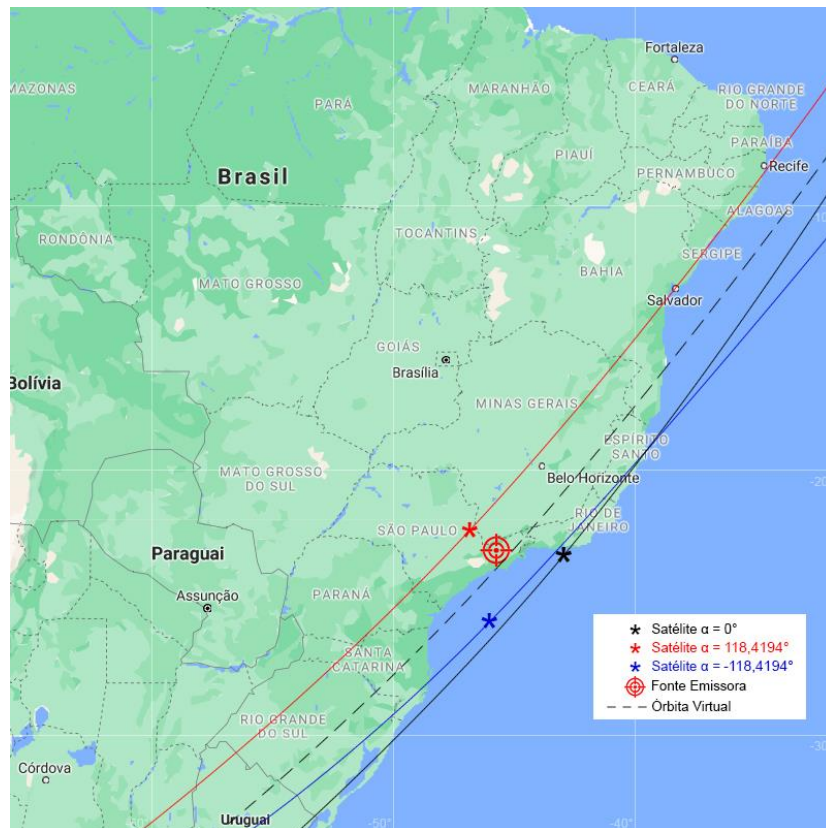 Fortaleza
MAZONAS
MARANHÃO
CEARÁ
RIO GRANDE
DO NORTE
PARÁ
PARAÍBA
PIAUÍ
Recife
Brasil
PERNAMBUCO
ALAGOAS
-10
TOCANTINS
RONDÔNIA
SERGIPE
BAHIA
MATO GROSSO
Salvador
GOIÁS
Brasília
Bolívia
MINAS GERAIS
ESPÍRITO
SANTO
MATO GROSSO
DO SUL
Belo Horizonte
-20
RIO DE
JANEIRO
SÃO PAULO
Paraguai
Assunção
PARANÁ
Satélite α = 0°
Satélite α = 118,4194°
Satélite α = -118,4194°
Fonte Emissora
Órbita Virtual
SANTA
CATARINA
RIO GRANDE
DO SUL
-30
Córdova
Uruguai
-50°
-40°